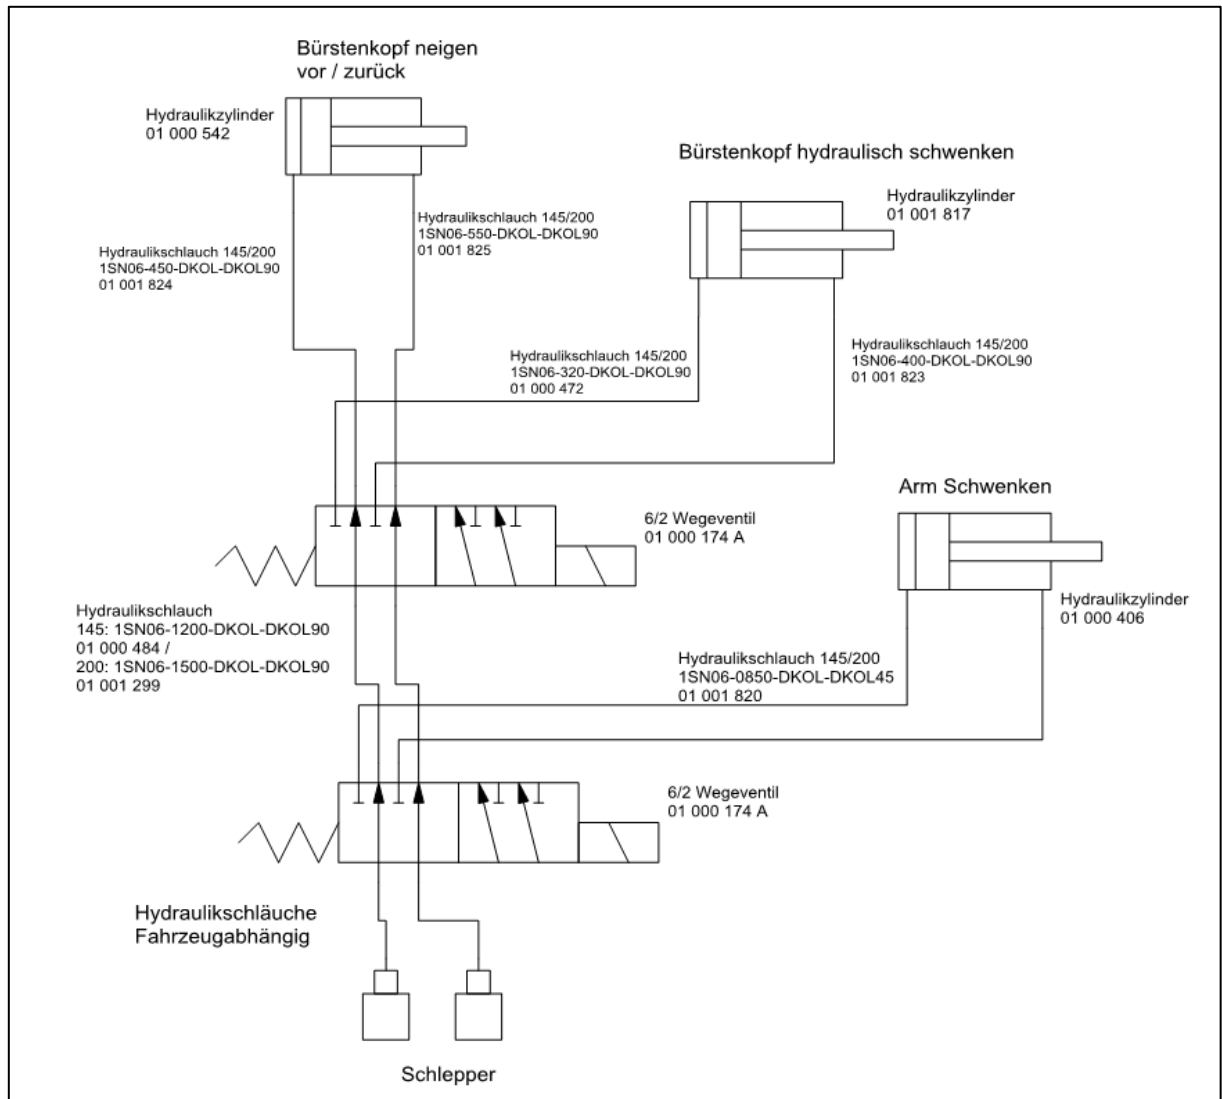 Bürstenkopf neigen
vor / zurück
Hydraulikzylinder
01 000 542
Bürstenkopf hydraulisch schwenken
Hydraulikzylinder
01 001 817
Hydraulikschlauch 145/200
1SN06-550-DKOL-DKOL90
01 001 825
Hydraulikschlauch 145/200
1SN06-450-DKOL-DKOL90
01 001 824
Hydraulikschlauch 145/200
1SN06-320-DKOL-DKOL90
01 000 472
Hydraulikschlauch 145/200
1SN06-400-DKOL-DKOL90
01 001 823
Arm Schwenken
6/2 Wegeventil
01 000 174 A
Hydraulikzylinder
01 000 406
Hydraulikschlauch
145: 1SN06-1200-DKOL-DKOL90
01 000 484 /
200: 1SN06-1500-DKOL-DKOL90
01 001 299
Hydraulikschlauch 145/200
1SN06-0850-DKOL-DKOL45
01 001 820
6/2 Wegeventil
01 000 174 A
Hydraulikschläuche
Fahrzeugabhängig
Schlepper